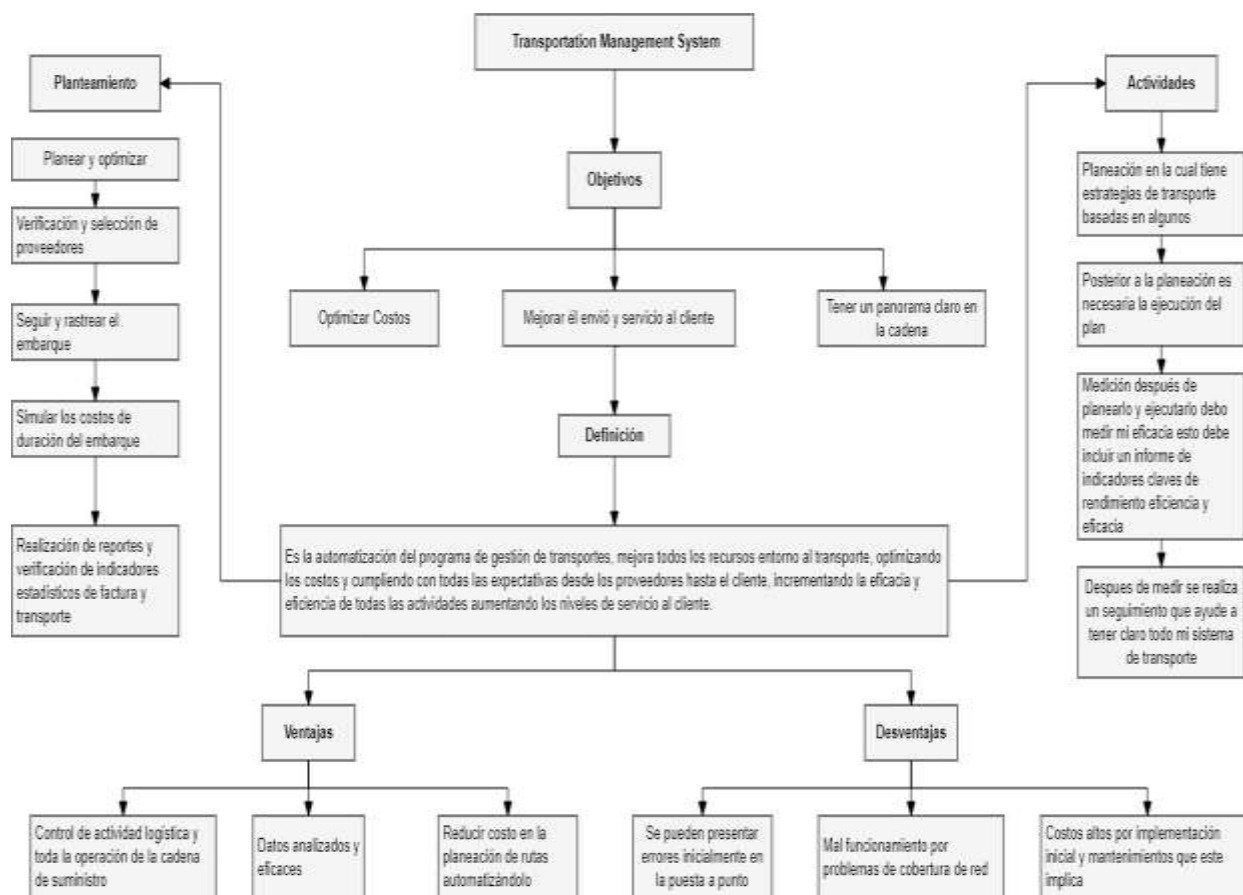 Transportation Management System
Planteamiento
Planear y optimizar
Verificación y selección de
proveedores
Seguir y rastrear el
embarque
Simular los costos de
duración del embarque
Realización de reportes y
verificación de indicadores
estadísticos de factura y
transporte
Objetivos
Optimizar Costos
Mejorar él envió y servicio al cliente
Tener un panorama claro en
la cadena
Definición
Es la automatización del programa de gestión de transportes, mejora todos los recursos entorno al transporte, optimizando
los costos y cumpliendo con todas las expectativas desde los proveedores hasta el cliente, incrementando la eficacia y
eficiencia de todas las actividades aumentando los niveles de servicio al cliente.
Actividades
Planeación en la cual tiene
estrategias de transporte
basadas en algunos
Posterior a la planeación es
necesaria la ejecución del
plan
Medición después de
planearlo y ejecutarlo debo
medir mi eficacia esto debe
incluir un informe de
indicadores claves de
rendimiento eficiencia y
eficacia
Despues de medir se realiza
un seguimiento que ayude a
tener claro todo mi sistema
de transporte
Ventajas
Control de actividad logística y
toda la operación de la cadena
de suministro
Datos analizados y
eficaces
Reducir costo en la
planeación de rutas
automatizándolo
Desventajas
Se pueden presentar
errores inicialmente en
la puesta a punto
Mal funcionamiento por
problemas de cobertura de red
Costos altos por implementación
inicial y mantenimientos que este
implica